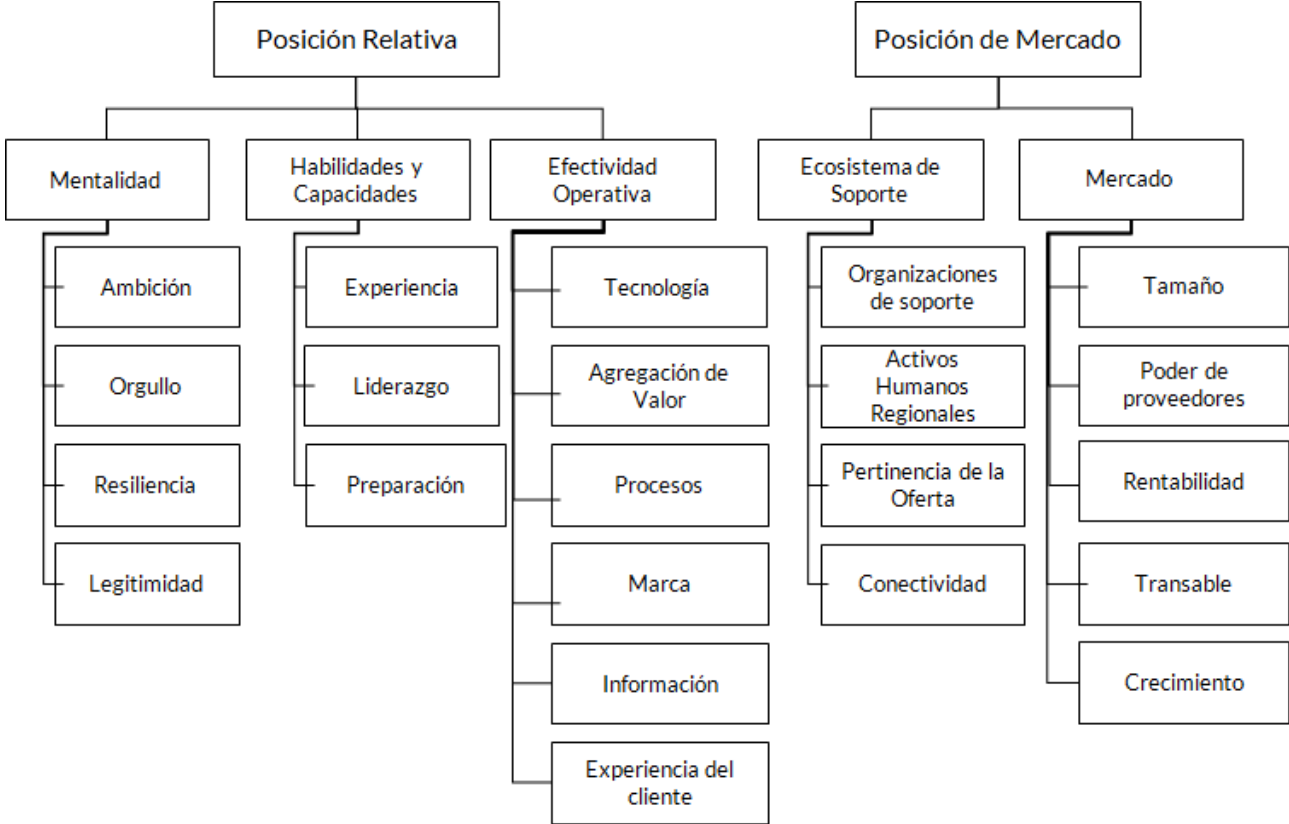 Posición Relativa
Posición de Mercado
Mentalidad
Habilidades y
Capacidades
Efectividad
Operativa
Ecosistema de
Soporte
Mercado
Ambición
Orgullo
Resiliencia
Legitimidad
Experiencia
Liderazgo
Preparación
Tecnología
Agregación de
Valor
Procesos
Marca
Información
Experiencia del
cliente
Organizaciones
de soporte
Activos
Humanos
Regionales
Pertinencia de la
Oferta
Conectividad
Tamaño
Poder de
proveedores
Rentabilidad
Transable
Crecimiento